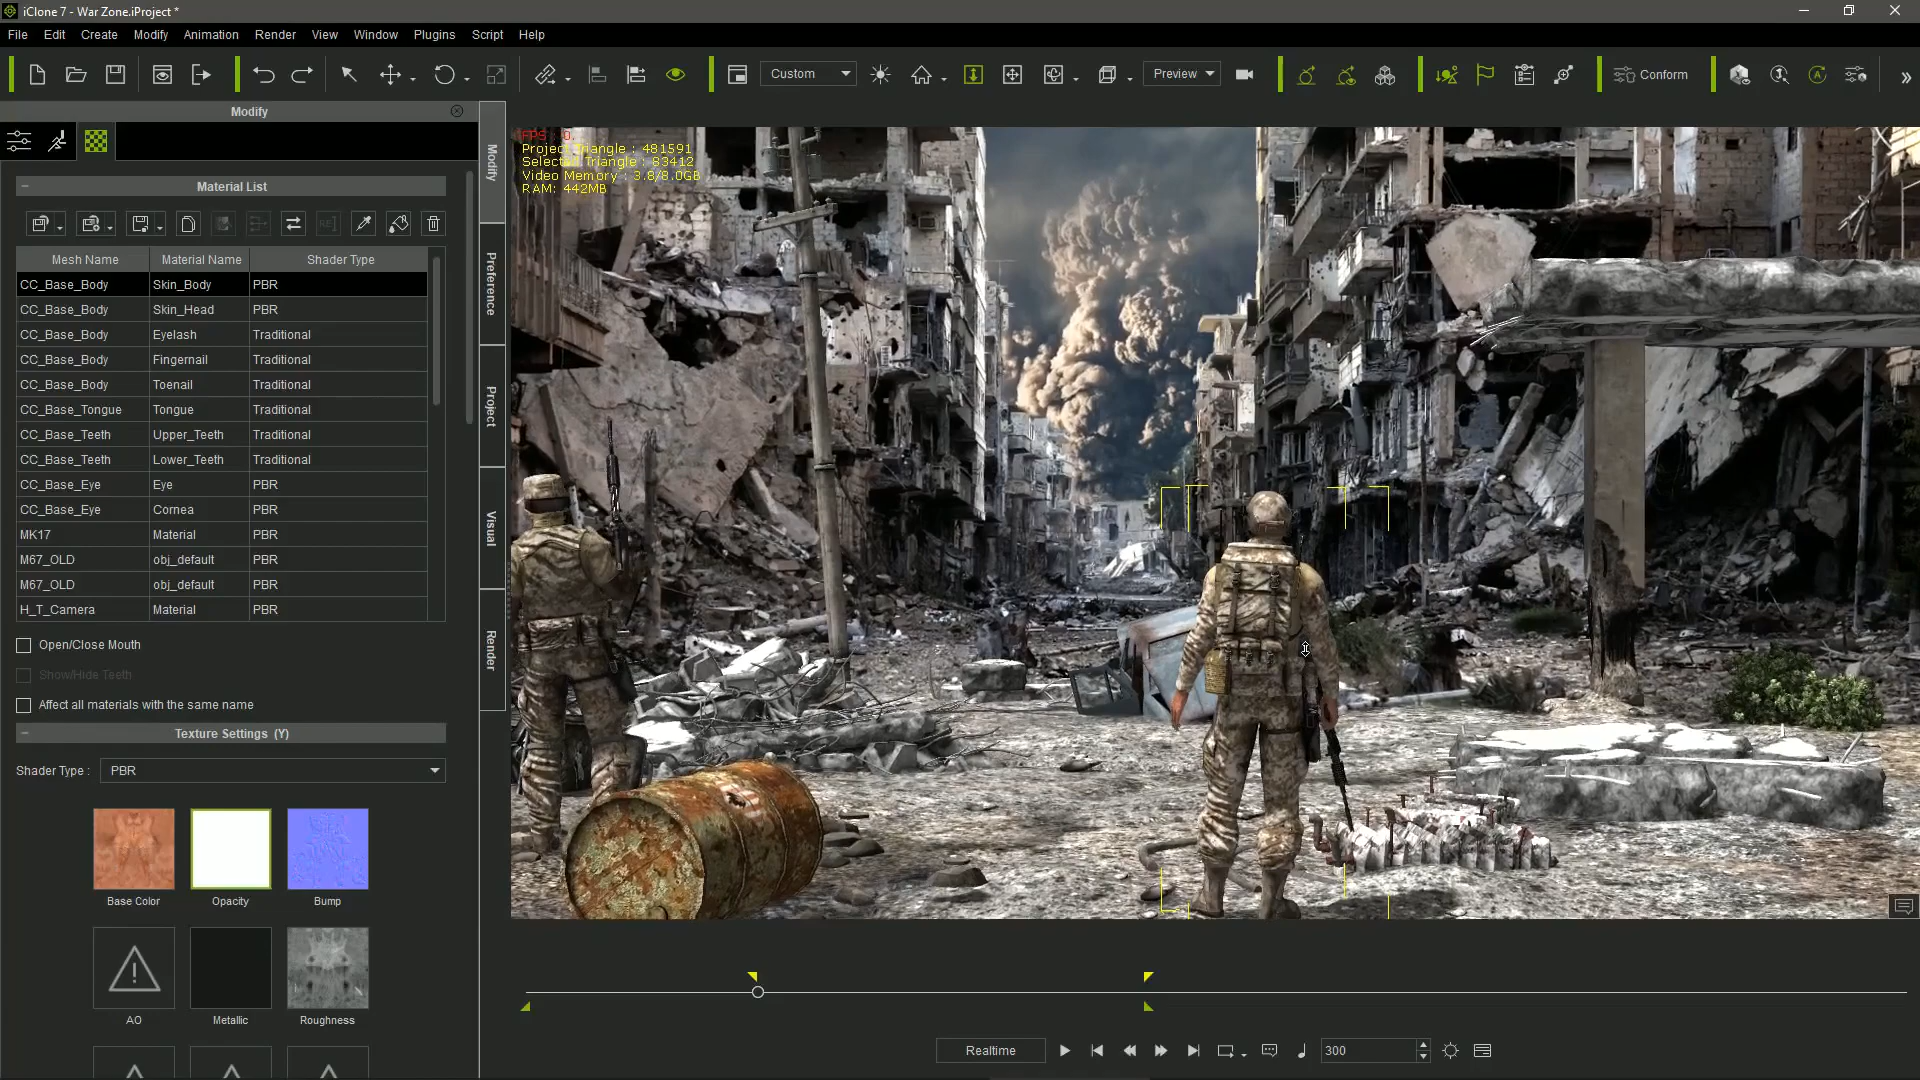 iClone 7 - War Zone.iProject *
File Edit Create Modify Animation Render View Window Plugins Script Help
Custom Preview Conform
Modify
Material List
Mesh Name Material Name Shader Type
CC_Base_Body Skin_Body PBR
CC_Base_Body Skin_Head PBR
CC_Base_Body Eyelash Traditional
CC_Base_Body Fingernail Traditional
CC_Base_Body Toenail Traditional
CC_Base_Tongue Tongue Traditional
CC_Base_Teeth Upper_Teeth Traditional
CC_Base_Teeth Lower_Teeth Traditional
CC_Base_Eye Eye PBR
CC_Base_Eye Cornea PBR
MK17 Material PBR
M67_OLD obj_default PBR
M67_OLD obj_default PBR
H_T_Camera Material PBR
Open/Close Mouth
Show/Hide Teeth
Affect all materials with the same name
Texture Settings (Y)
Shader Type : PBR
Base Color Opacity Bump
AO Metallic Roughness
Modify
Preference
Project
Visual
Render
FPS : 0,
Project Triangle : 481591
Selected Triangle : 83412
Video Memory : 3.8/8.0GB
RAM: 442MB
Realtime 300